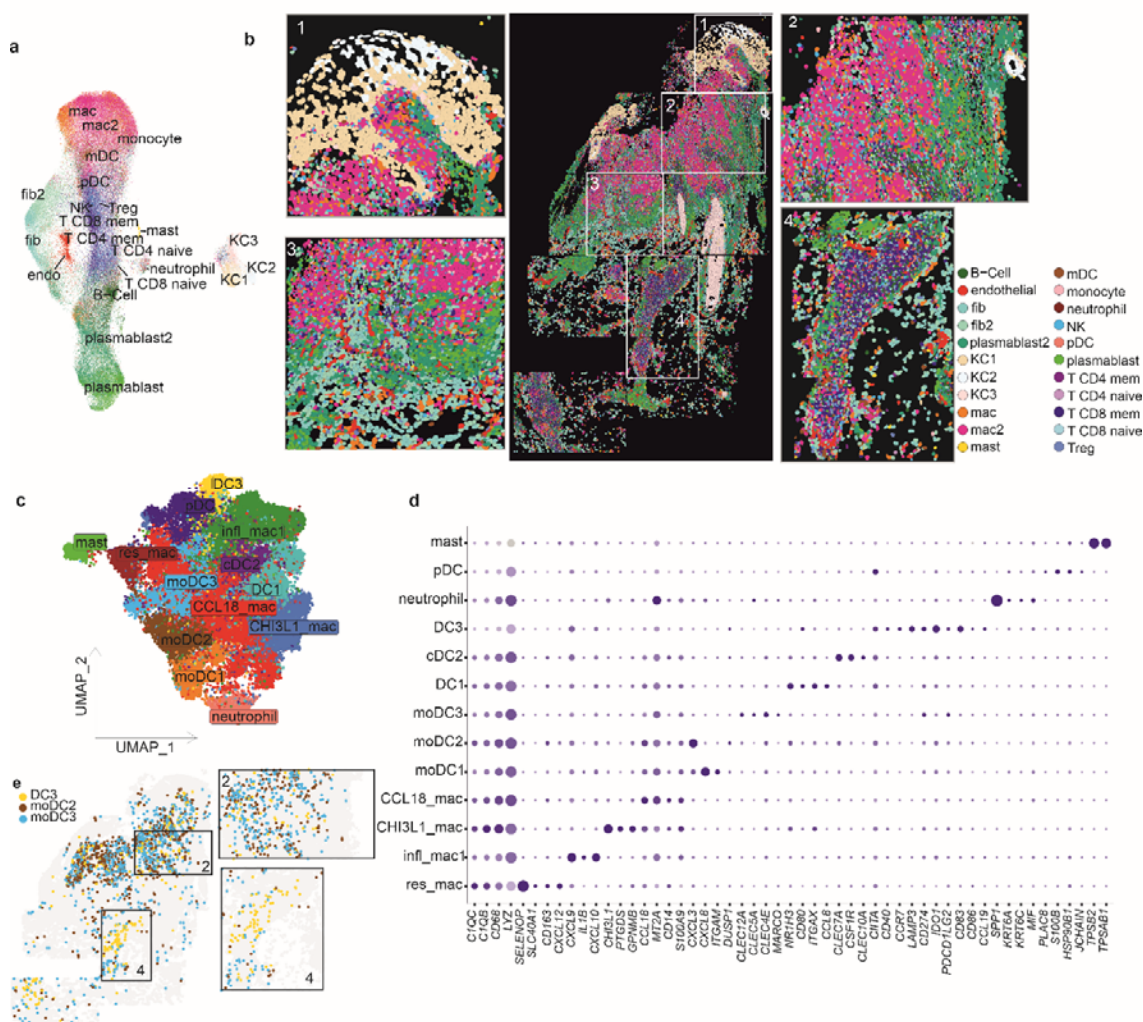 a
mac
mac2
monocyte
mDC
pDC
fib2
NK
Treg
T CD8 mem
mast
T CD4 mem
fib
T CD4 naive
endo
neutrophil
T CD8 naive
KC3
KC2
KC1
B-Cell
plasmablast2
plasmablast
b
1
1
2
3
4
2
3
4
B-Cell
endothelial
fib
fib2
plasmablast2
KC1
KC2
KC3
mac
mac2
mast
mDC
monocyte
neutrophil
NK
pDC
plasmablast
T CD4 mem
T CD4 naive
T CD8 mem
T CD8 naive
Treg
c
DC3
pDC
infl_mac1
mast
res_mac
cDC2
moDC3
DC1
CCL18_mac
CHI3L1_mac
moDC2
moDC1
neutrophil
UMAP_2
UMAP_1
d
mast
pDC
neutrophil
DC3
cDC2
DC1
moDC3
moDC2
moDC1
CCL18_mac
CHI3L1_mac
infl_mac1
res_mac
C1QC
C1QB
CD68
LYZ
SELENOP
SLC40A1
CD163
CXCL12
CXCL9
IL1B
CXCL10
CHI3L1
PTGDS
GPNMB
CCL18
MT2A
CD14
S100A9
CXCL3
CXCL8
ITGAM
DUSP1
CLEC12A
CLEC5A
CLEC4E
MARCO
NR1H3
CD80
ITGAX
CCL8
CLEC7A
CSF1R
CLEC10A
CIITA
CD40
CCR7
LAMP3
CD274
IDO1
PDCD1LG2
CD83
CD86
CCL19
SPP1
KRT6A
KRT6C
MIF
PLAC8
S100B
HSP90B1
JCHAIN
TPSB2
TPSAB1
e
DC3
moDC2
moDC3
2
4
2
4